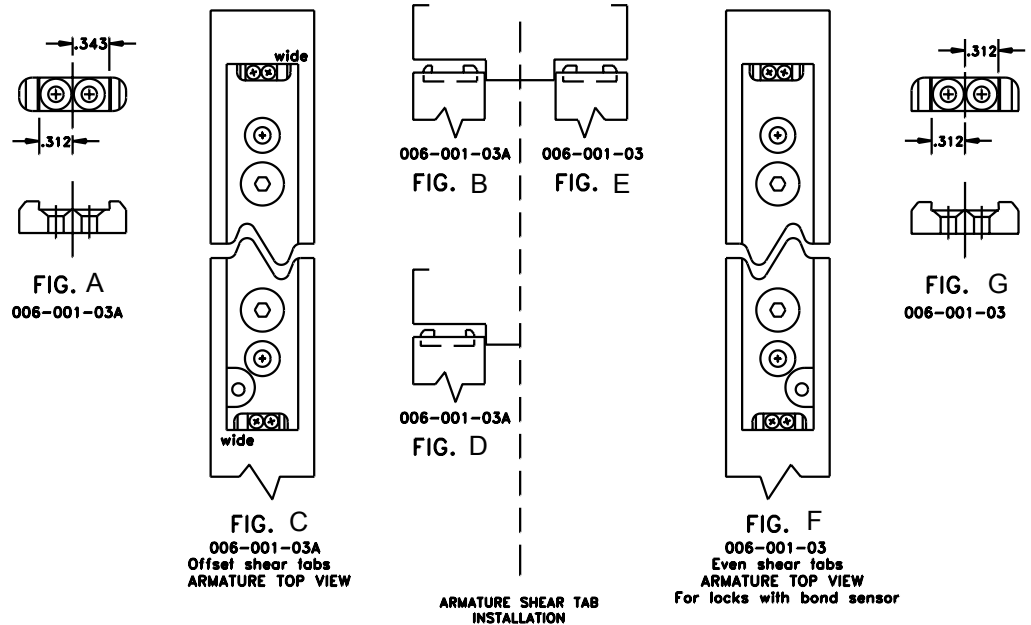 .343
.312
FIG. A
006-001-03A
wide
wide
FIG. C
006-001-03A
Offset shear tabs
ARMATURE TOP VIEW
006-001-03A
FIG. B
006-001-03
FIG. E
006-001-03A
FIG. D
ARMATURE SHEAR TAB
INSTALLATION
FIG. F
006-001-03
Even shear tabs
ARMATURE TOP VIEW
For locks with bond sensor
.312
.312
FIG. G
006-001-03